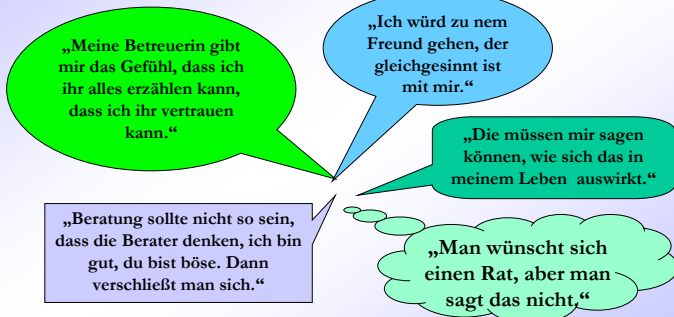 „Meine Betreuerin gibt
mir das Gefühl, dass ich
ihr alles erzählen kann,
dass ich ihr vertrauen
kann.“
„Ich würd zu nem
Freund gehen, der
gleichgesinnt ist
mit mir.“
„Die müssen mir sagen
können, wie sich das in
meinem Leben auswirkt.“
„Beratung sollte nicht so sein,
dass die Berater denken, ich bin
gut, du bist böse. Dann
verschließt man sich.“
„Man wünscht sich
einen Rat, aber man
sagt das nicht.“